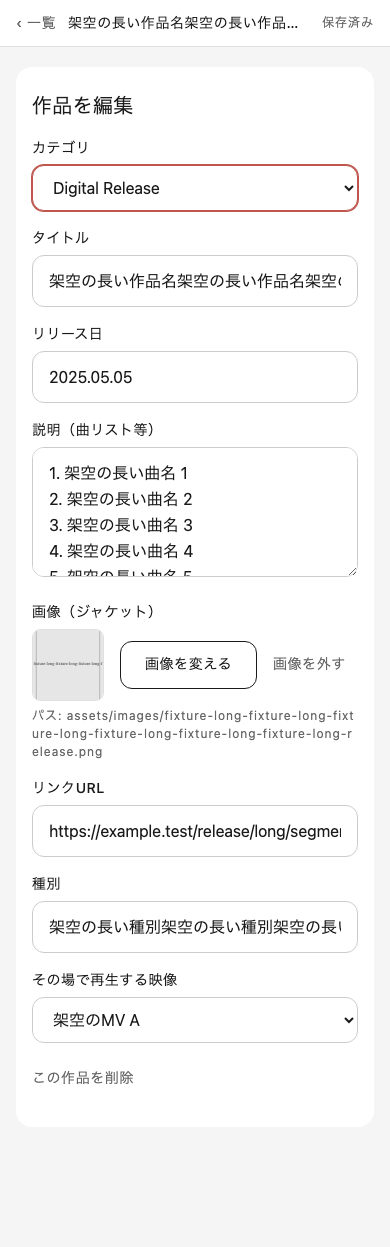 ‹ 一覧 架空の長い作品名架空の長い作品... 保存済み
作品を編集
カテゴリ
Digital Release
タイトル
架空の長い作品名架空の長い作品名架空
リリース日
2025.05.05
説明（曲リスト等）
1. 架空の長い曲名 1
2. 架空の長い曲名 2
3. 架空の長い曲名 3
4. 架空の長い曲名 4
5. 架空の長い曲名 5
画像（ジャケット）
画像を変える 画像を外す
パス: assets/images/fixture-long-fixture-long-fixt
ure-long-fixture-long-fixture-long-fixture-long-r
elease.png
リンクURL
https://example.test/release/long/segme
種別
架空の長い種別架空の長い種別架空の長
その場で再生する映像
架空のMV A
この作品を削除